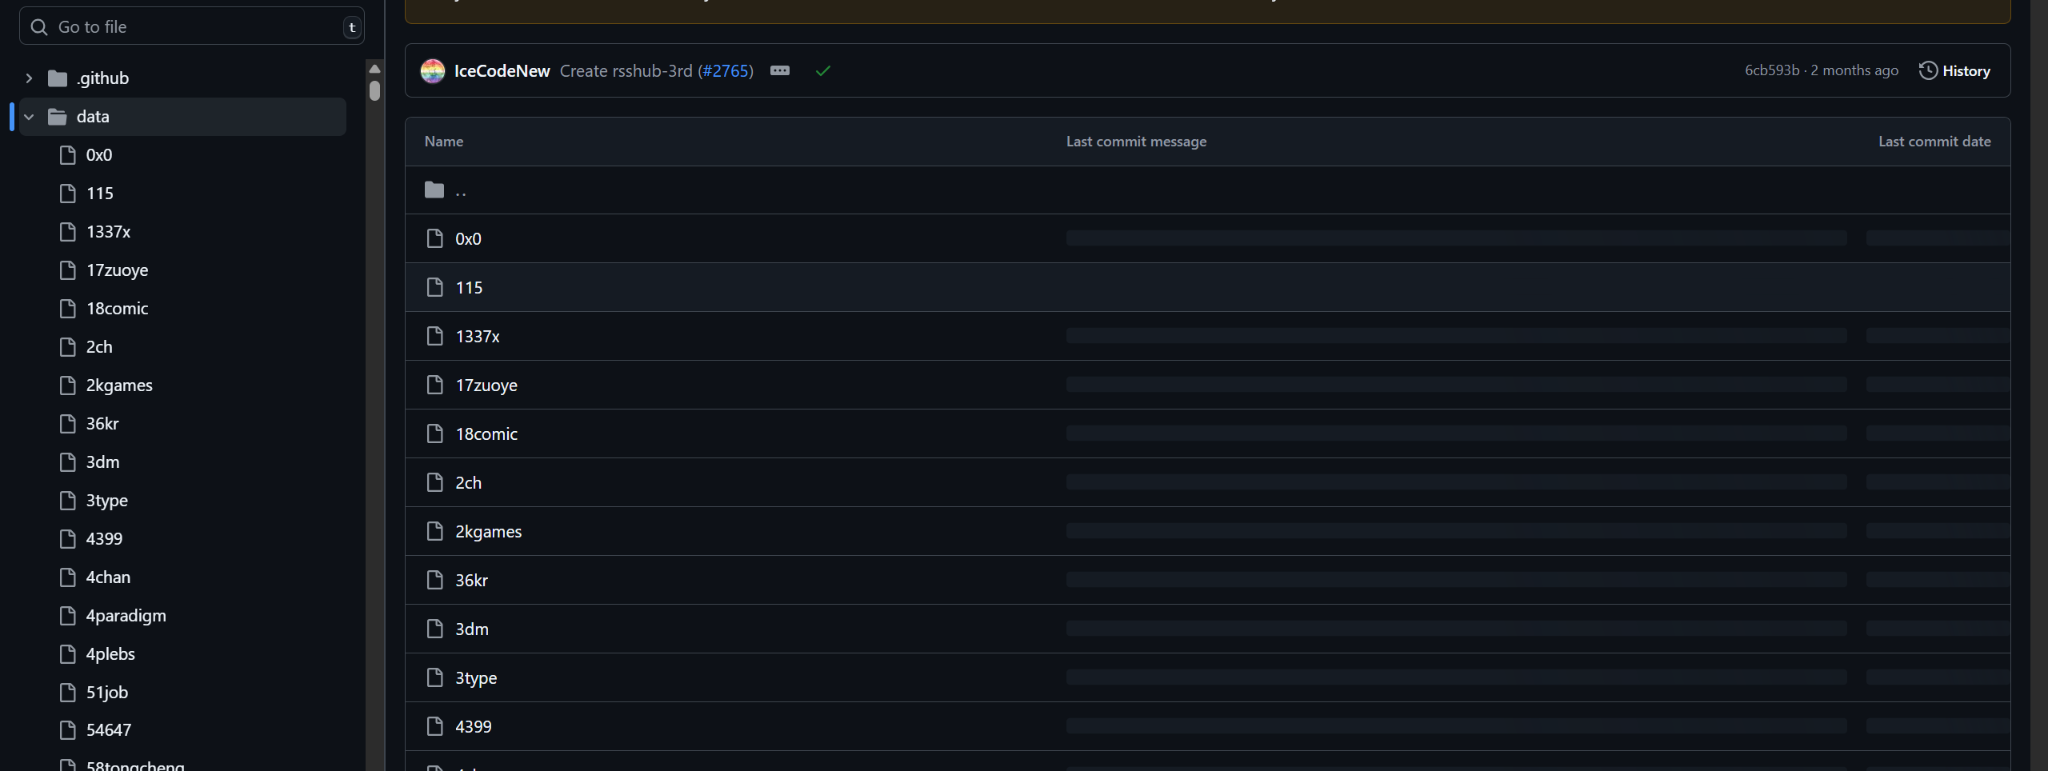 Go to file
t
.github
data
0x0
115
1337x
17zuoye
18comic
2ch
2kgames
36kr
3dm
3type
4399
4chan
4paradigm
4plebs
51job
54647
58tongcheng
IceCodeNew Create rsshub-3rd (#2765)
6cb593b · 2 months ago
History
Name Last commit message Last commit date
..
0x0
115
1337x
17zuoye
18comic
2ch
2kgames
36kr
3dm
3type
4399